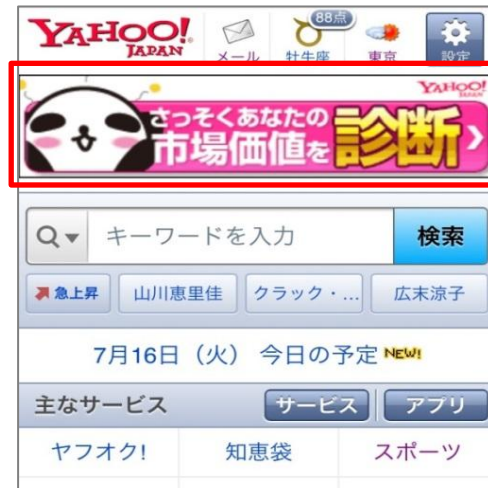 YAHOO!
JAPAN
メール
88点
牡牛座
東京
設定
YAHOO!
JAPAN
さっそくあなたの
市場価値を
診断
キーワードを入力
検索
急上昇
山川恵里佳
クラック・...
広末涼子
7月16日（火） 今日の予定 NEW!
主なサービス
サービス
アプリ
ヤフオク!
知恵袋
スポーツ